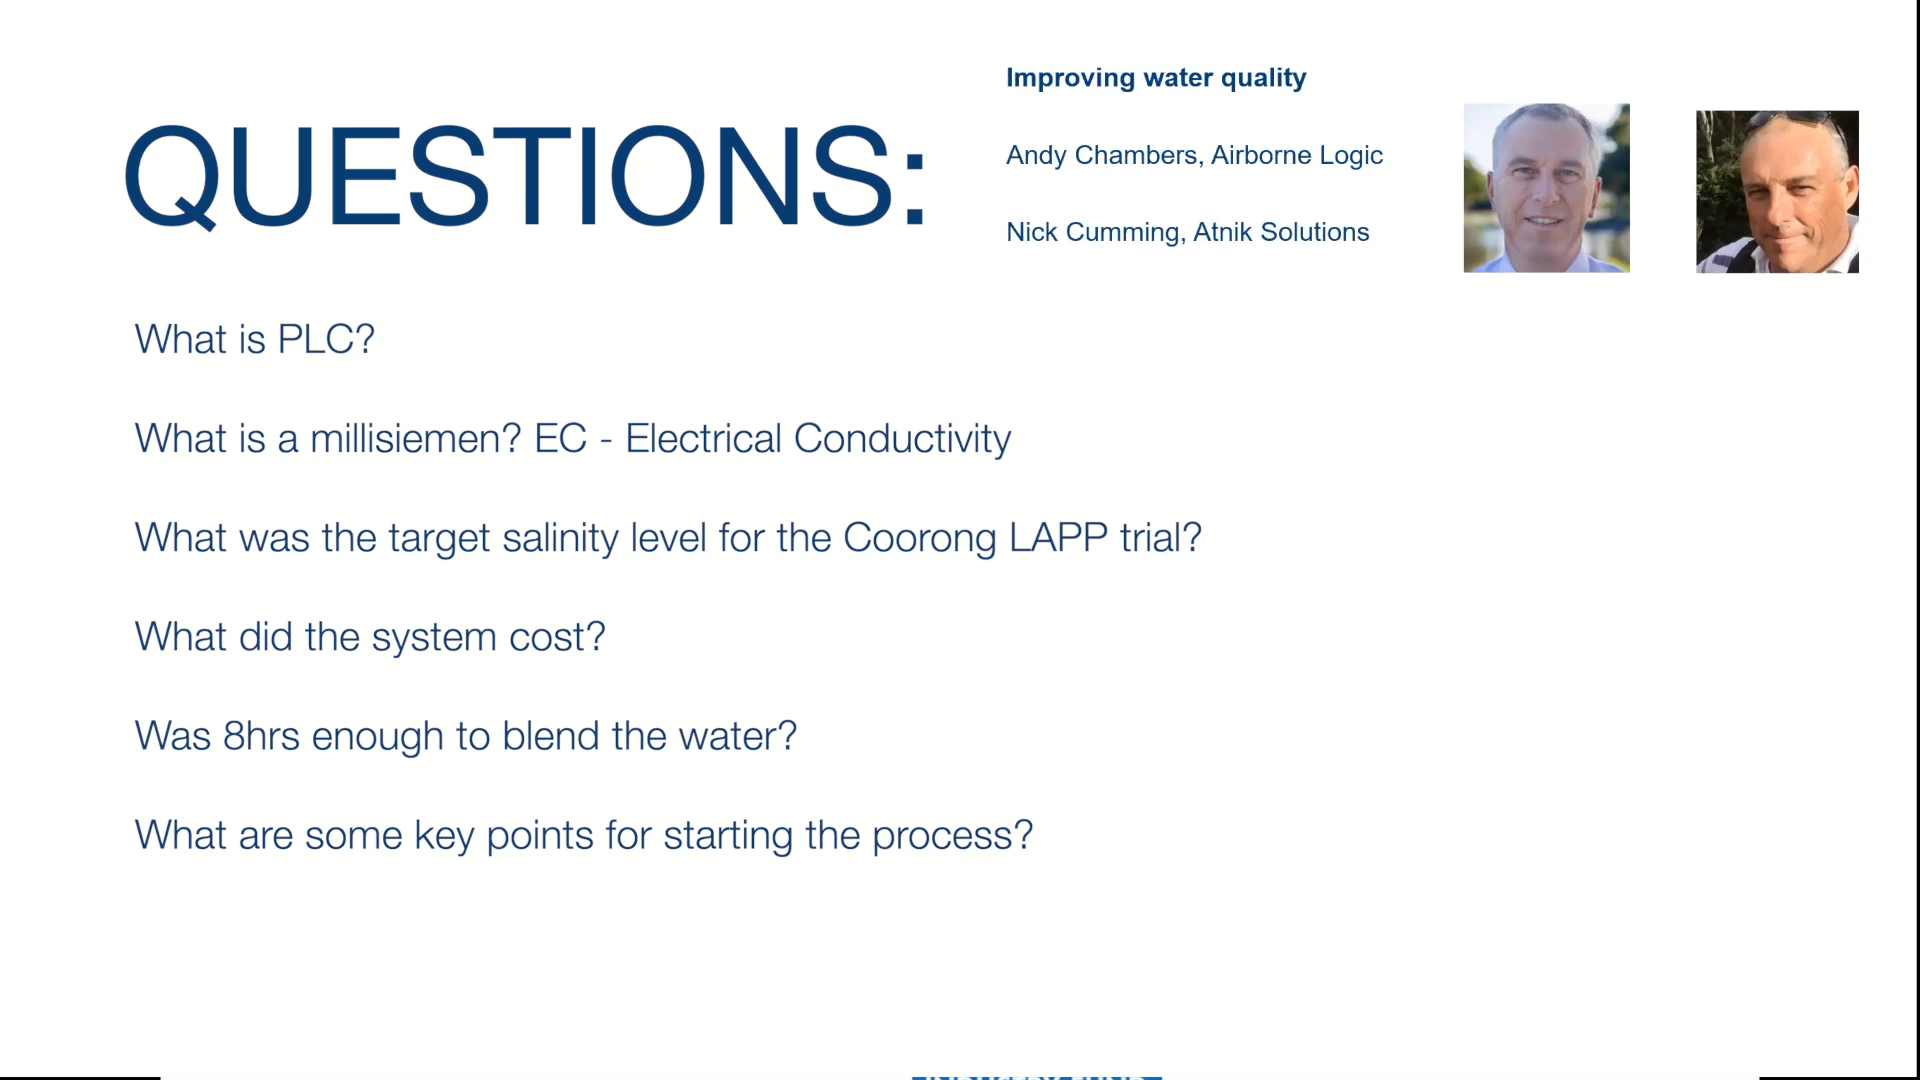 QUESTIONS:
Improving water quality
Andy Chambers, Airborne Logic
Nick Cumming, Atnik Solutions
What is PLC?
What is a millisiemen? EC - Electrical Conductivity
What was the target salinity level for the Coorong LAPP trial?
What did the system cost?
Was 8hrs enough to blend the water?
What are some key points for starting the process?